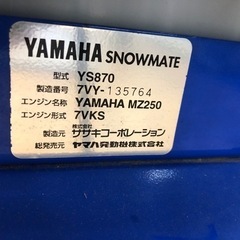 YAMAHA SNOWMATE
型式 YS870
製造番号 7VY-135764
エンジン名称 YAMAHA MZ250
エンジン形式 7VKS
製造元 株式会社 ササキコーポレーション
総発売元 ヤマハ発動機株式会社